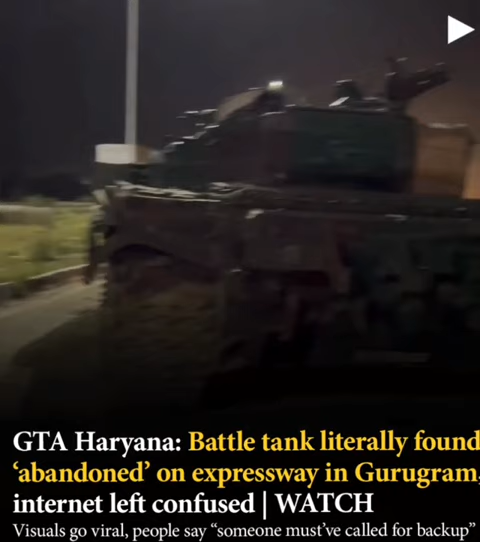 GTA Haryana: Battle tank literally found
‘abandoned’ on expressway in Gurugram,
internet left confused | WATCH
Visuals go viral, people say “someone must’ve called for backup”